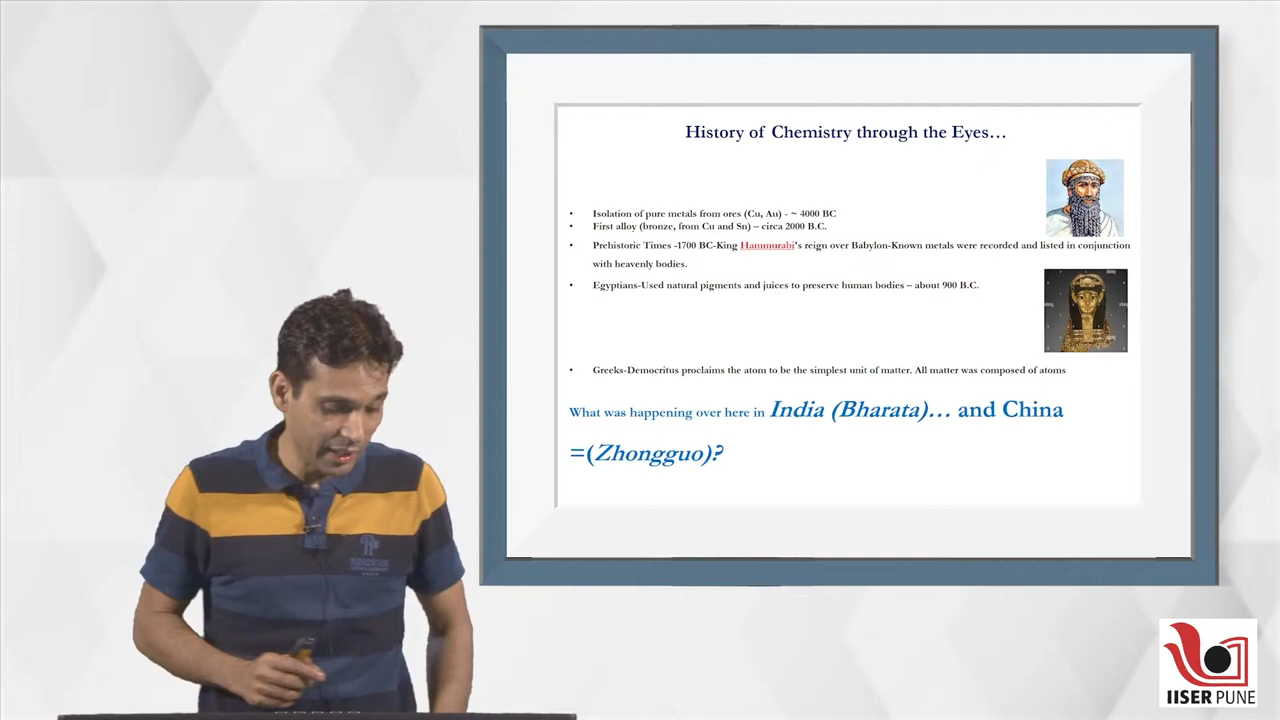 History of Chemistry through the Eyes…
• Isolation of pure metals from ores (Cu, Au) - ~ 4000 BC
• First alloy (bronze, from Cu and Sn) – circa 2000 B.C.
• Prehistoric Times -1700 BC-King Hammurabi's reign over Babylon-Known metals were recorded and listed in conjunction
with heavenly bodies.
• Egyptians-Used natural pigments and juices to preserve human bodies – about 900 B.C.
• Greeks-Democritus proclaims the atom to be the simplest unit of matter. All matter was composed of atoms
What was happening over here in India (Bharata)… and China
=(Zhongguo)?
IISER PUNE